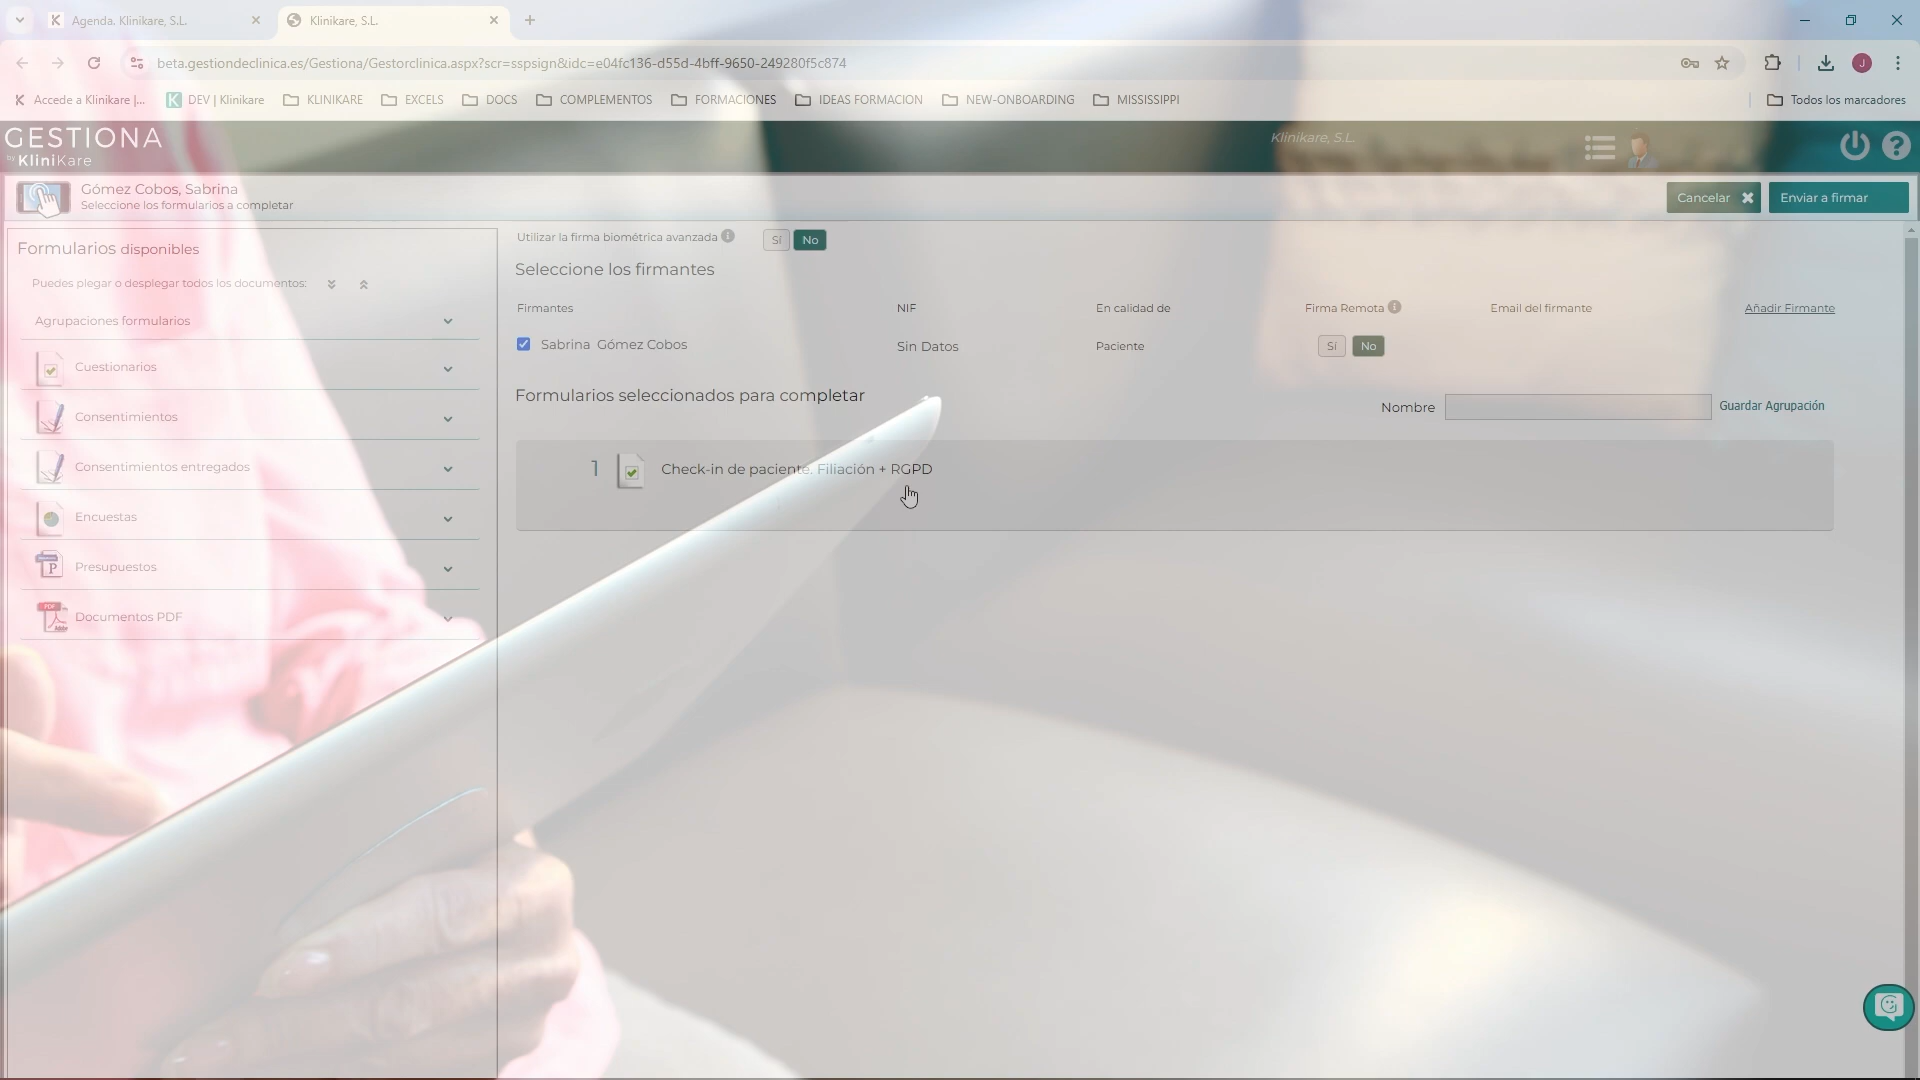 Agenda. Klinikare, S.L.
Klinikare, S.L.
beta.gestiondeclinica.es/Gestiona/Gestorclinica.aspx?scr=sspsign&idc=e04fc136-d55d-4bff-9650-249280f5c874
J
Accede a Klinikare |...
DEV | Klinikare
KLINIKARE
EXCELS
DOCS
COMPLEMENTOS
FORMACIONES
IDEAS FORMACION
NEW-ONBOARDING
MISSISSIPPI
Todos los marcadores
GESTIONA
by KliniKare
Klinikare, S.L.
Gómez Cobos, Sabrina
Seleccione los formularios a completar
Cancelar
Enviar a firmar
Formularios disponibles
Puedes plegar o desplegar todos los documentos:
Agrupaciones formularios
Cuestionarios
Consentimientos
Consentimientos entregados
Encuestas
Presupuestos
Documentos PDF
Utilizar la firma biométrica avanzada
Sí
No
Seleccione los firmantes
Firmantes
NIF
En calidad de
Firma Remota
Email del firmante
Añadir Firmante
Sabrina Gómez Cobos
Sin Datos
Paciente
Sí
No
Formularios seleccionados para completar
Nombre
Guardar Agrupación
1
Check-in de paciente. Filiación + RGPD